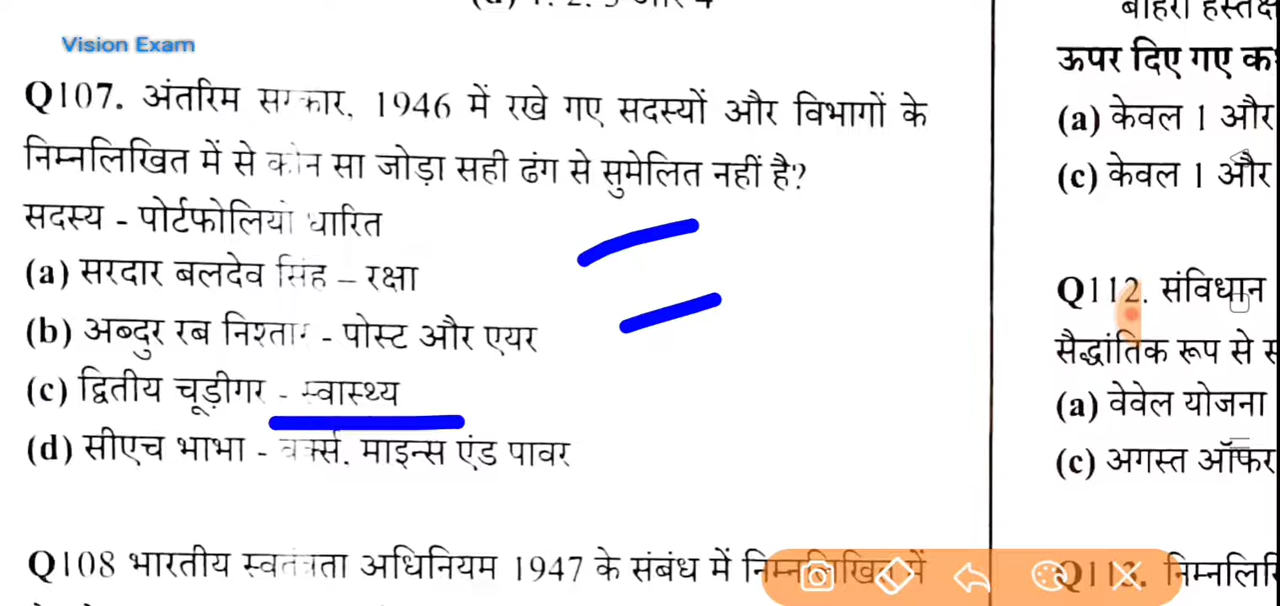 Vision Exam
Q107. अंतरिम सरकार, 1946 में रखे गए सदस्यों और विभागों के
निम्नलिखित में से कौन सा जोड़ा सही ढंग से सुमेलित नहीं है?
सदस्य - पोर्टफोलियो धारित
(a) सरदार बलदेव सिंह – रक्षा
(b) अब्दुर रब निश्तार - पोस्ट और एयर
(c) द्वितीय चूड़ीगर - स्वास्थ्य
(d) सीएच भाभा - वर्क्स. माइन्स एंड पावर
Q108 भारतीय स्वतंत्रता अधिनियम 1947 के संबंध में निम्नलिखित में
बाहरी
ऊपर दिए गए
(a) केवल 1 और
(c) केवल 1 और
Q112. संविधान
सैद्धांतिक रूप से
(a) वेवेल योजना
(c) अगस्त ऑफर
Q113.